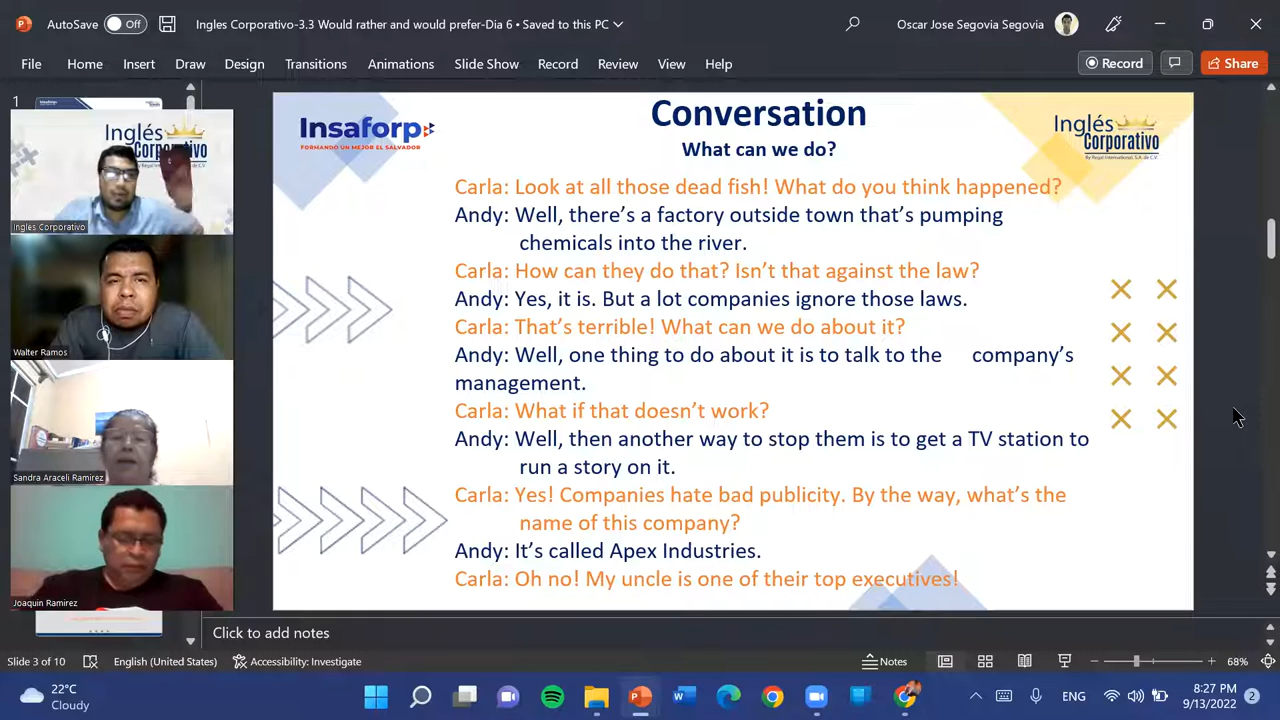 AutoSave Off
Ingles Corporativo-3.3 Would rather and would prefer-Dia 6 • Saved to this PC
Oscar Jose Segovia Segovia
File Home Insert Draw Design Transitions Animations Slide Show Record Review View Help
Record
Share
1
Inglés
Corporativo
Ingles Corporativo
Walter Ramos
Sandra Araceli Ramirez
Joaquin Ramirez
Insaforp
FORMANDO UN MEJOR EL SALVADOR
Conversation
What can we do?
Inglés
Corporativo
By Regal International, S.A. de C.V.
Carla: Look at all those dead fish! What do you think happened?
Andy: Well, there's a factory outside town that's pumping
chemicals into the river.
Carla: How can they do that? Isn't that against the law?
Andy: Yes, it is. But a lot companies ignore those laws.
Carla: That's terrible! What can we do about it?
Andy: Well, one thing to do about it is to talk to the company's
management.
Carla: What if that doesn't work?
Andy: Well, then another way to stop them is to get a TV station to
run a story on it.
Carla: Yes! Companies hate bad publicity. By the way, what's the
name of this company?
Andy: It's called Apex Industries.
Carla: Oh no! My uncle is one of their top executives!
Click to add notes
Slide 3 of 10
English (United States)
Accessibility: Investigate
Notes
68%
22°C
Cloudy
ENG
8:27 PM
9/13/2022
2